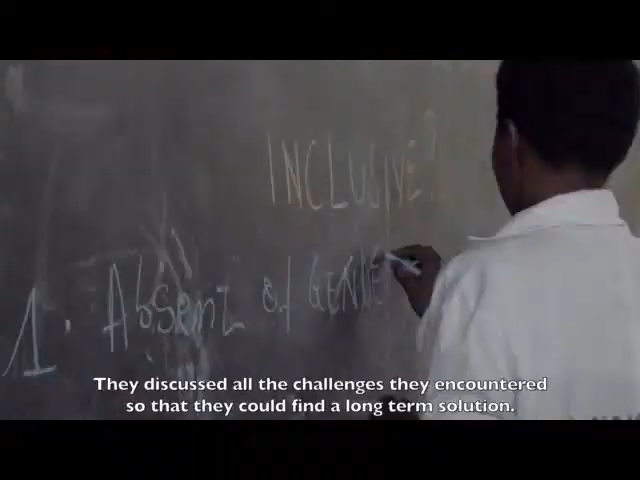 INCLUSIVE?
1. Absent of GENDE
They discussed all the challenges they encountered
so that they could find a long term solution.